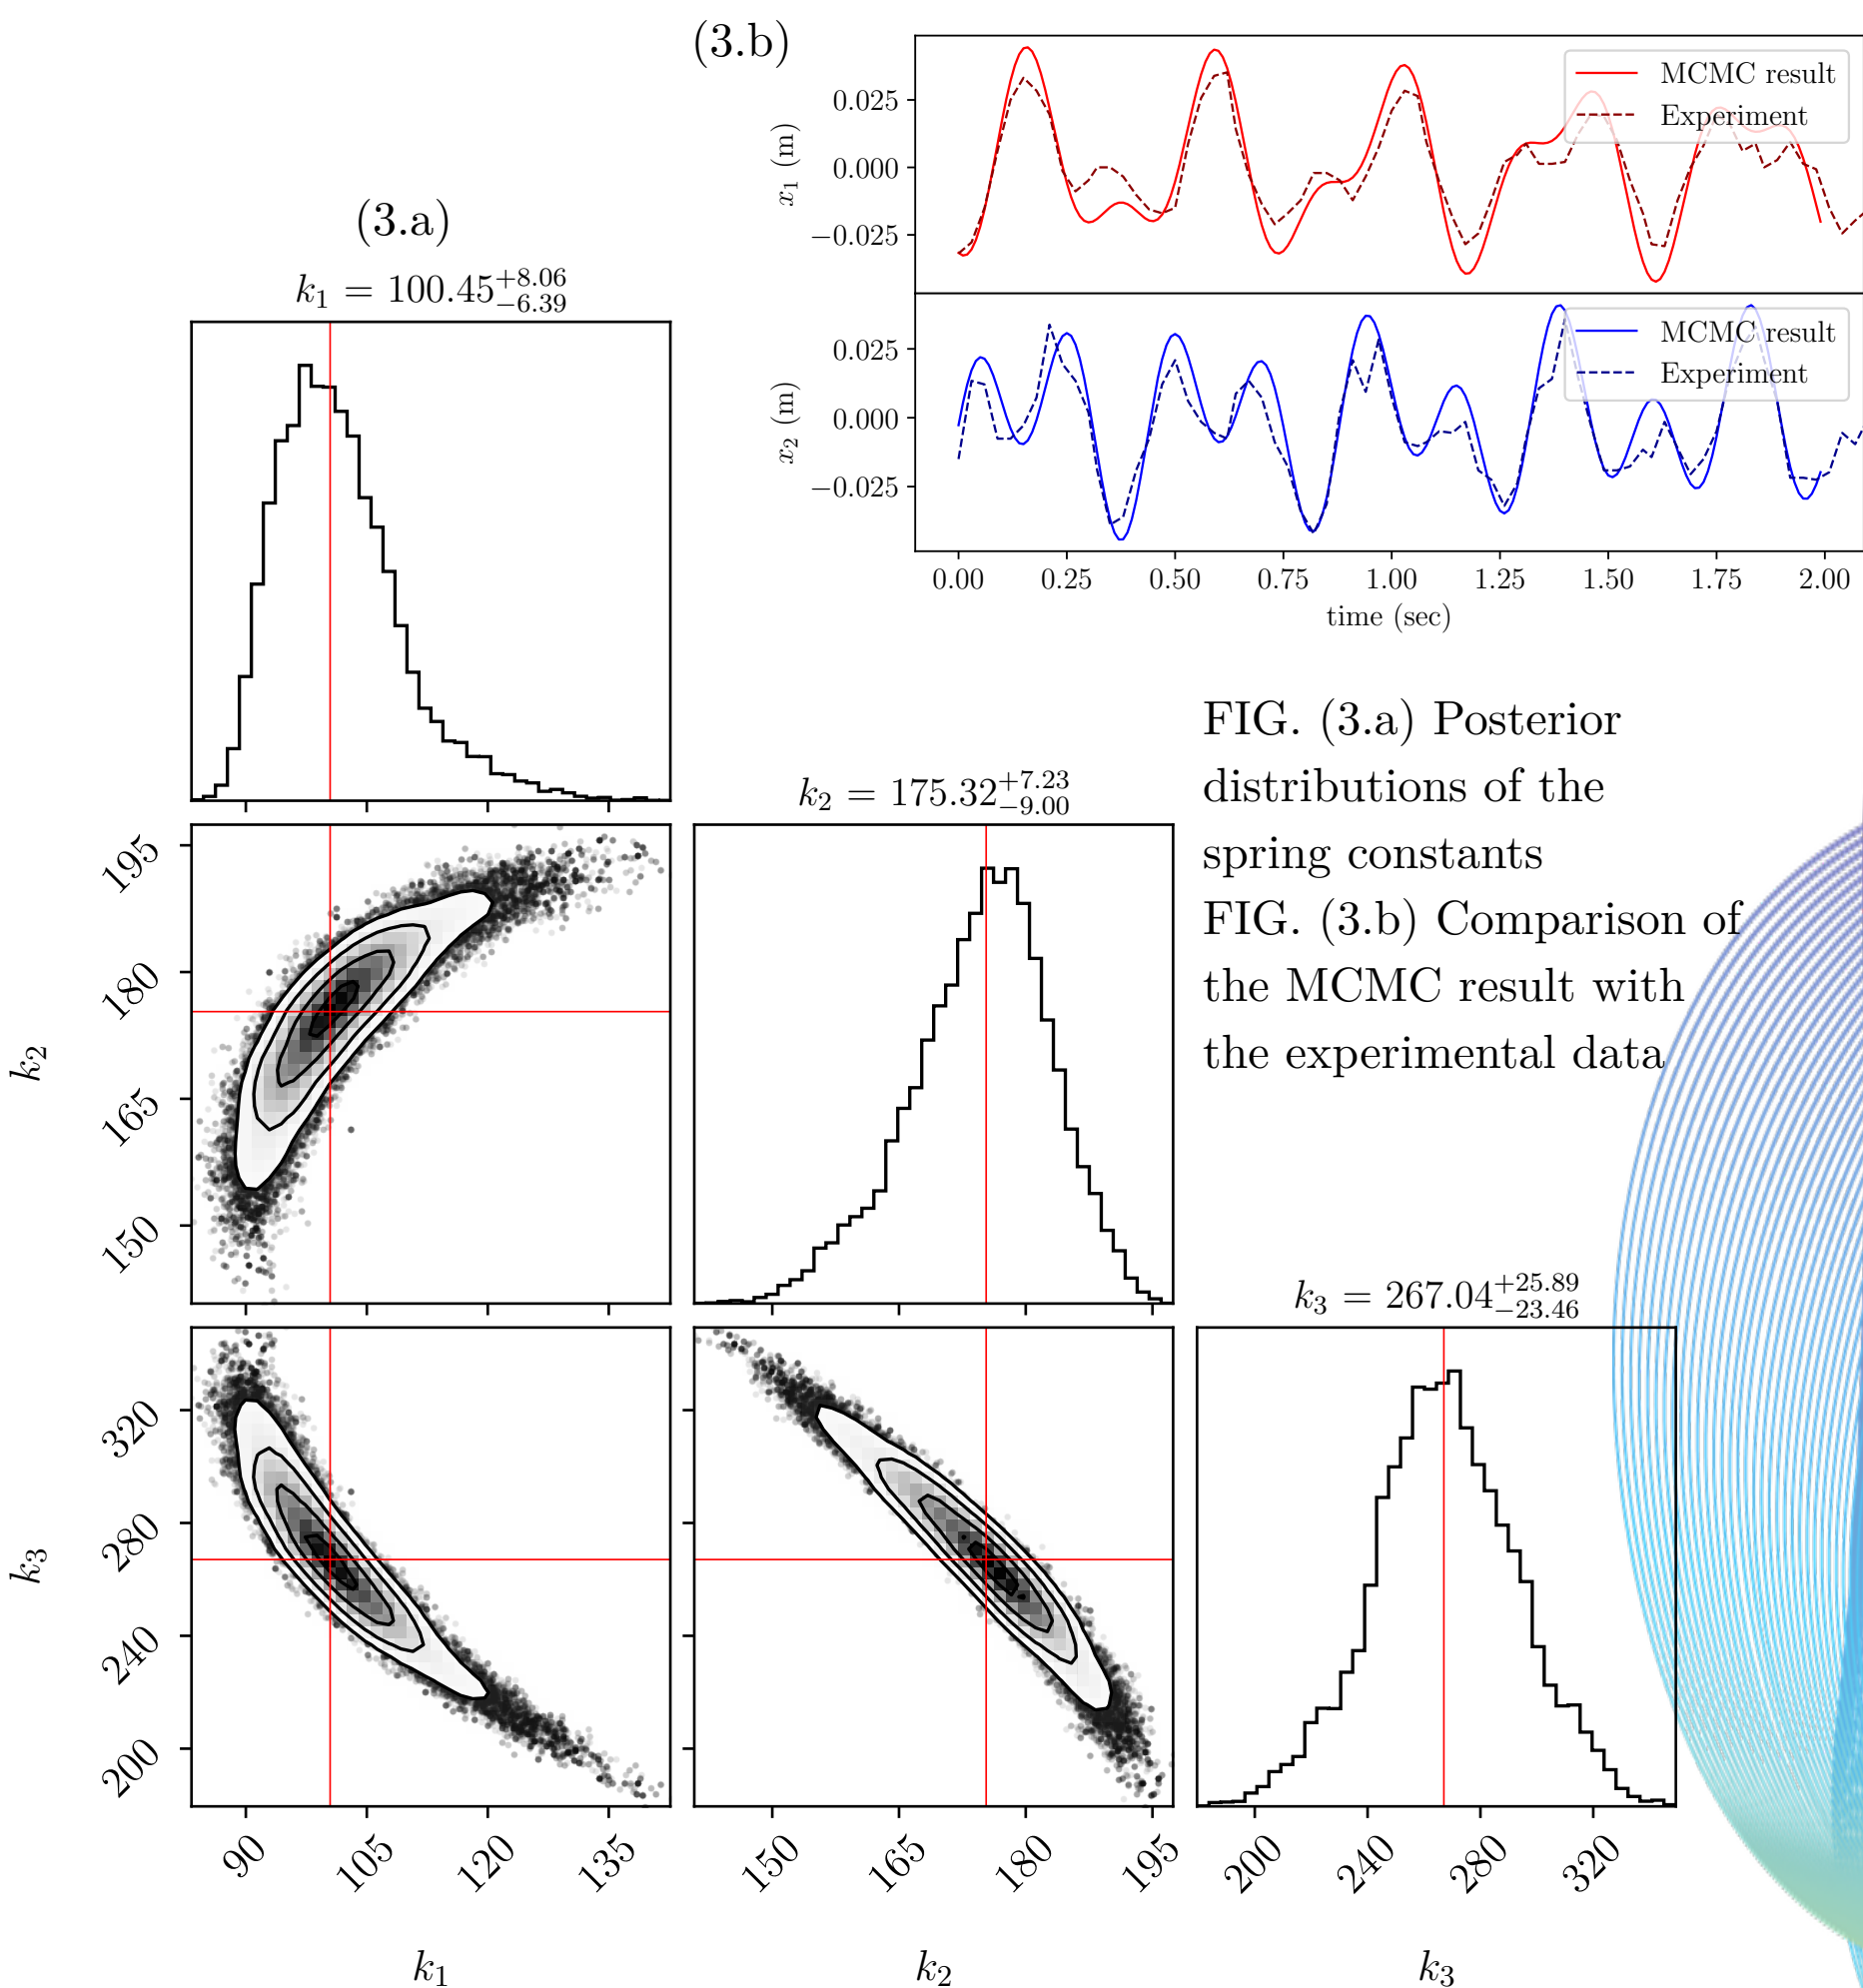 (3.b)
MCMC result
Experiment
0.025
0.000
−0.025
x₁ (m)
MCMC result
Experiment
0.025
0.000
−0.025
x₂ (m)
0.00 0.25 0.50 0.75 1.00 1.25 1.50 1.75 2.00
time (sec)
(3.a)
k₁ = 100.45+8.06−6.39
FIG. (3.a) Posterior
distributions of the
spring constants
FIG. (3.b) Comparison of
the MCMC result with
the experimental data
k₂ = 175.32+7.23−9.00
195
180
165
150
k₂
k₃ = 267.04+25.89−23.46
320
280
240
200
k₃
90 105 120 135
150 165 180 195
200 240 280 320
k₁
k₂
k₃